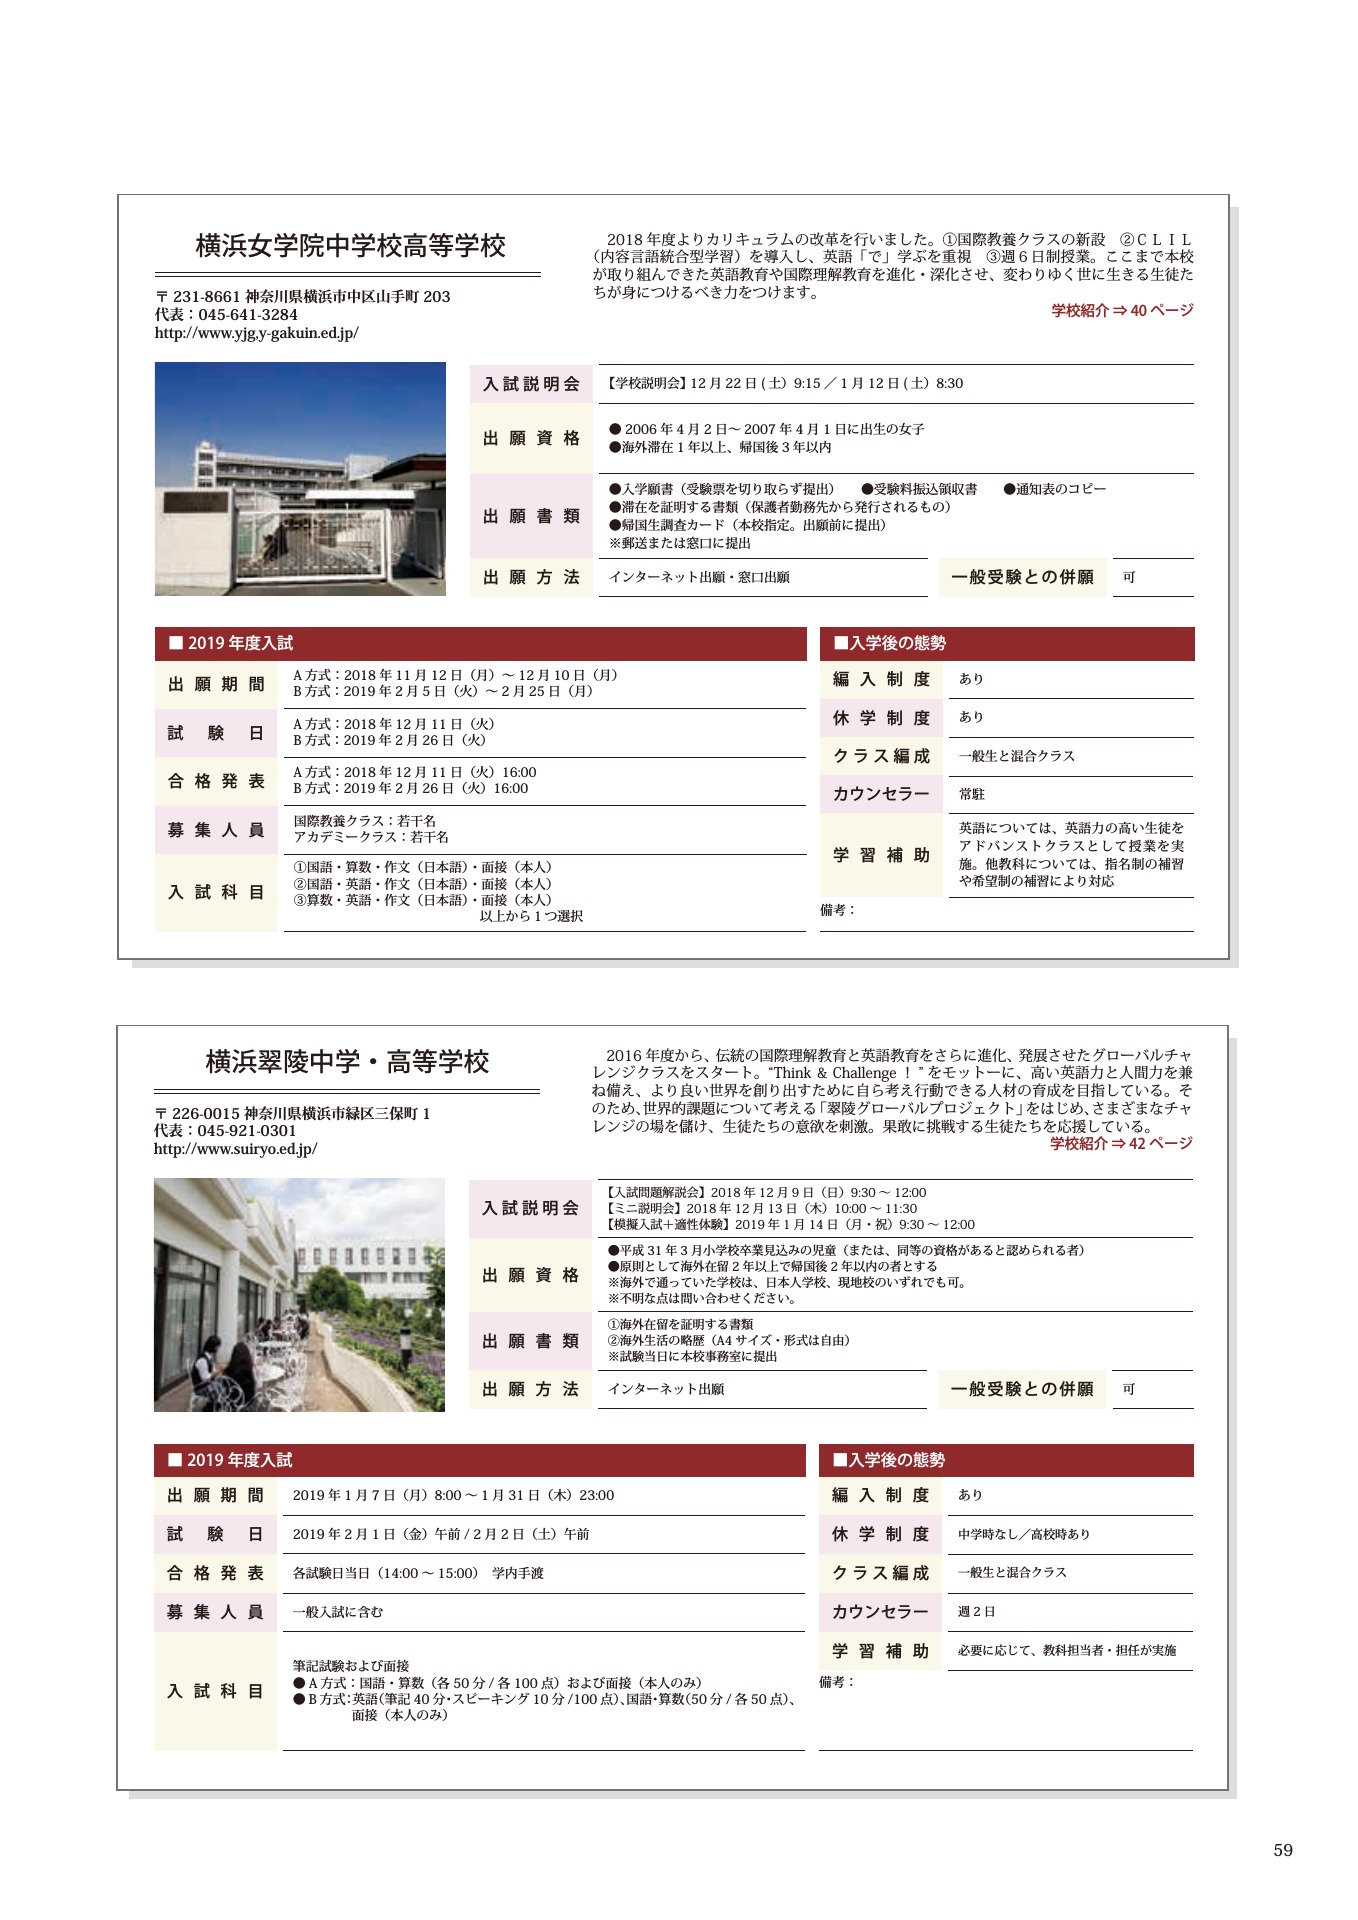 横浜女学院中学校高等学校
〒 231-8661 神奈川県横浜市中区山手町 203
代表：045-641-3284
http://www.yjg,y-gakuin.ed.jp/
2018 年度よりカリキュラムの改革を行いました。①国際教養クラスの新設　②ＣＬＩＬ
（内容言語統合型学習）を導入し、英語「で」学ぶを重視　③週６日制授業。ここまで本校
が取り組んできた英語教育や国際理解教育を進化・深化させ、変わりゆく世に生きる生徒た
ちが身につけるべき力をつけます。
学校紹介 ⇒ 40 ページ
入試説明会
【学校説明会】12 月 22 日 ( 土）9:15 ／ 1 月 12 日 ( 土）8:30
出願資格
● 2006 年 4 月 2 日〜 2007 年 4 月 1 日に出生の女子
●海外滞在 1 年以上、帰国後 3 年以内
出願書類
●入学願書（受験票を切り取らず提出）　●受験料振込領収書　●通知表のコピー
●滞在を証明する書類（保護者勤務先から発行されるもの）
●帰国生調査カード（本校指定。出願前に提出）
※郵送または窓口に提出
出願方法
インターネット出願・窓口出願
一般受験との併願
可
■ 2019 年度入試
出願期間
A 方式：2018 年 11 月 12 日（月）〜 12 月 10 日（月）
B 方式：2019 年 2 月 5 日（火）〜 2 月 25 日（月）
試験日
A 方式：2018 年 12 月 11 日（火）
B 方式：2019 年 2 月 26 日（火）
合格発表
A 方式：2018 年 12 月 11 日（火）16:00
B 方式：2019 年 2 月 26 日（火）16:00
募集人員
国際教養クラス：若干名
アカデミークラス：若干名
入試科目
①国語・算数・作文（日本語）・面接（本人）
②国語・英語・作文（日本語）・面接（本人）
③算数・英語・作文（日本語）・面接（本人）
以上から 1 つ選択
■入学後の態勢
編入制度
あり
休学制度
あり
クラス編成
一般生と混合クラス
カウンセラー
常駐
学習補助
英語については、英語力の高い生徒を
アドバンストクラスとして授業を実
施。他教科については、指名制の補習
や希望制の補習により対応
備考：
横浜翠陵中学・高等学校
〒 226-0015 神奈川県横浜市緑区三保町 1
代表：045-921-0301
http://www.suiryo.ed.jp/
2016 年度から、伝統の国際理解教育と英語教育をさらに進化、発展させたグローバルチャ
レンジクラスをスタート。“Think & Challenge ！ ” をモットーに、高い英語力と人間力を兼
ね備え、より良い世界を創り出すために自ら考え行動できる人材の育成を目指している。そ
のため、世界的課題について考える「翠陵グローバルプロジェクト」をはじめ、さまざまなチャ
レンジの場を儲け、生徒たちの意欲を刺激。果敢に挑戦する生徒たちを応援している。
学校紹介 ⇒ 42 ページ
入試説明会
【入試問題解説会】2018 年 12 月 9 日（日）9:30 〜 12:00
【ミニ説明会】2018 年 12 月 13 日（木）10:00 〜 11:30
【模擬入試＋適性体験】2019 年 1 月 14 日（月・祝）9:30 〜 12:00
出願資格
●平成 31 年 3 月小学校卒業見込みの児童（または、同等の資格があると認められる者）
●原則として海外在留 2 年以上で帰国後 2 年以内の者とする
※海外で通っていた学校は、日本人学校、現地校のいずれでも可。
※不明な点は問い合わせください。
出願書類
①海外在留を証明する書類
②海外生活の略歴（A4 サイズ・形式は自由）
※試験当日に本校事務室に提出
出願方法
インターネット出願
一般受験との併願
可
■ 2019 年度入試
出願期間
2019 年 1 月 7 日（月）8:00 〜 1 月 31 日（木）23:00
試験日
2019 年 2 月 1 日（金）午前 / 2 月 2 日（土）午前
合格発表
各試験日当日（14:00 〜 15:00）　学内手渡
募集人員
一般入試に含む
入試科目
筆記試験および面接
● A 方式：国語・算数（各 50 分 / 各 100 点）および面接（本人のみ）
● B 方式：英語（筆記 40 分・スピーキング 10 分 /100 点）、国語・算数（50 分 / 各 50 点）、
面接（本人のみ）
■入学後の態勢
編入制度
あり
休学制度
中学時なし／高校時あり
クラス編成
一般生と混合クラス
カウンセラー
週 2 日
学習補助
必要に応じて、教科担当者・担任が実施
備考：
59